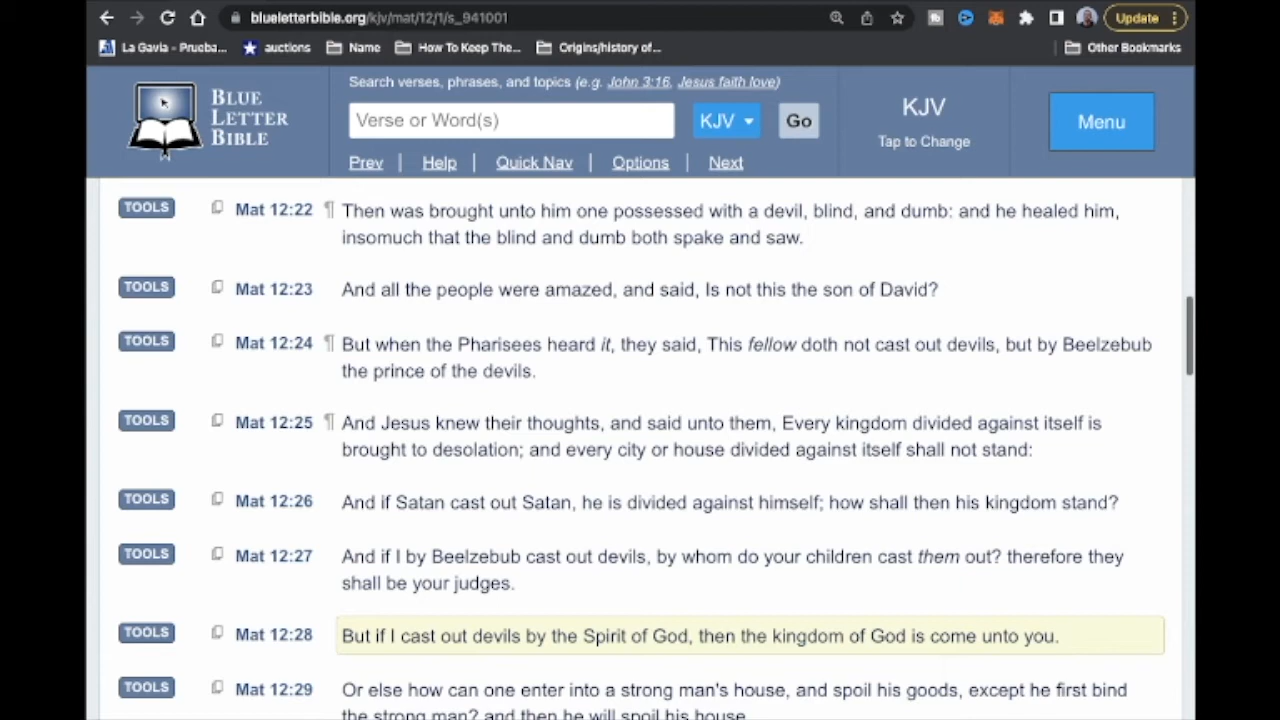 blueletterbible.org/kjv/mat/12/1/s_941001
Update
La Gavia - Prueba...
auctions
Name
How To Keep The...
Origins/history of...
Other Bookmarks
BLUE
LETTER
BIBLE
Search verses, phrases, and topics (e.g. John 3:16, Jesus faith love)
Verse or Word(s)
KJV
Go
Prev | Help | Quick Nav | Options | Next
KJV
Tap to Change
Menu
TOOLS Mat 12:22 ¶ Then was brought unto him one possessed with a devil, blind, and dumb: and he healed him,
insomuch that the blind and dumb both spake and saw.
TOOLS Mat 12:23 And all the people were amazed, and said, Is not this the son of David?
TOOLS Mat 12:24 ¶ But when the Pharisees heard it, they said, This fellow doth not cast out devils, but by Beelzebub
the prince of the devils.
TOOLS Mat 12:25 ¶ And Jesus knew their thoughts, and said unto them, Every kingdom divided against itself is
brought to desolation; and every city or house divided against itself shall not stand:
TOOLS Mat 12:26 And if Satan cast out Satan, he is divided against himself; how shall then his kingdom stand?
TOOLS Mat 12:27 And if I by Beelzebub cast out devils, by whom do your children cast them out? therefore they
shall be your judges.
TOOLS Mat 12:28 But if I cast out devils by the Spirit of God, then the kingdom of God is come unto you.
TOOLS Mat 12:29 Or else how can one enter into a strong man's house, and spoil his goods, except he first bind
the strong man? and then he will spoil his house.